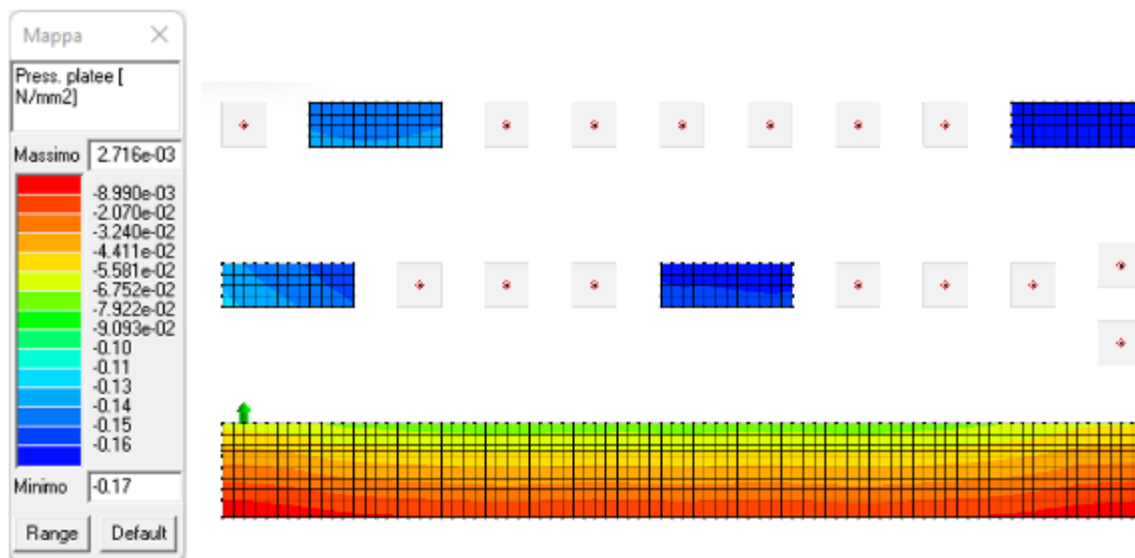 Mappa
Press. platee [
N/mm2]
Massimo 2.716e-03
-8.990e-03
-2.070e-02
-3.240e-02
-4.411e-02
-5.581e-02
-6.752e-02
-7.922e-02
-9.093e-02
-0.10
-0.11
-0.13
-0.14
-0.15
-0.16
Minimo -0.17
Range Default